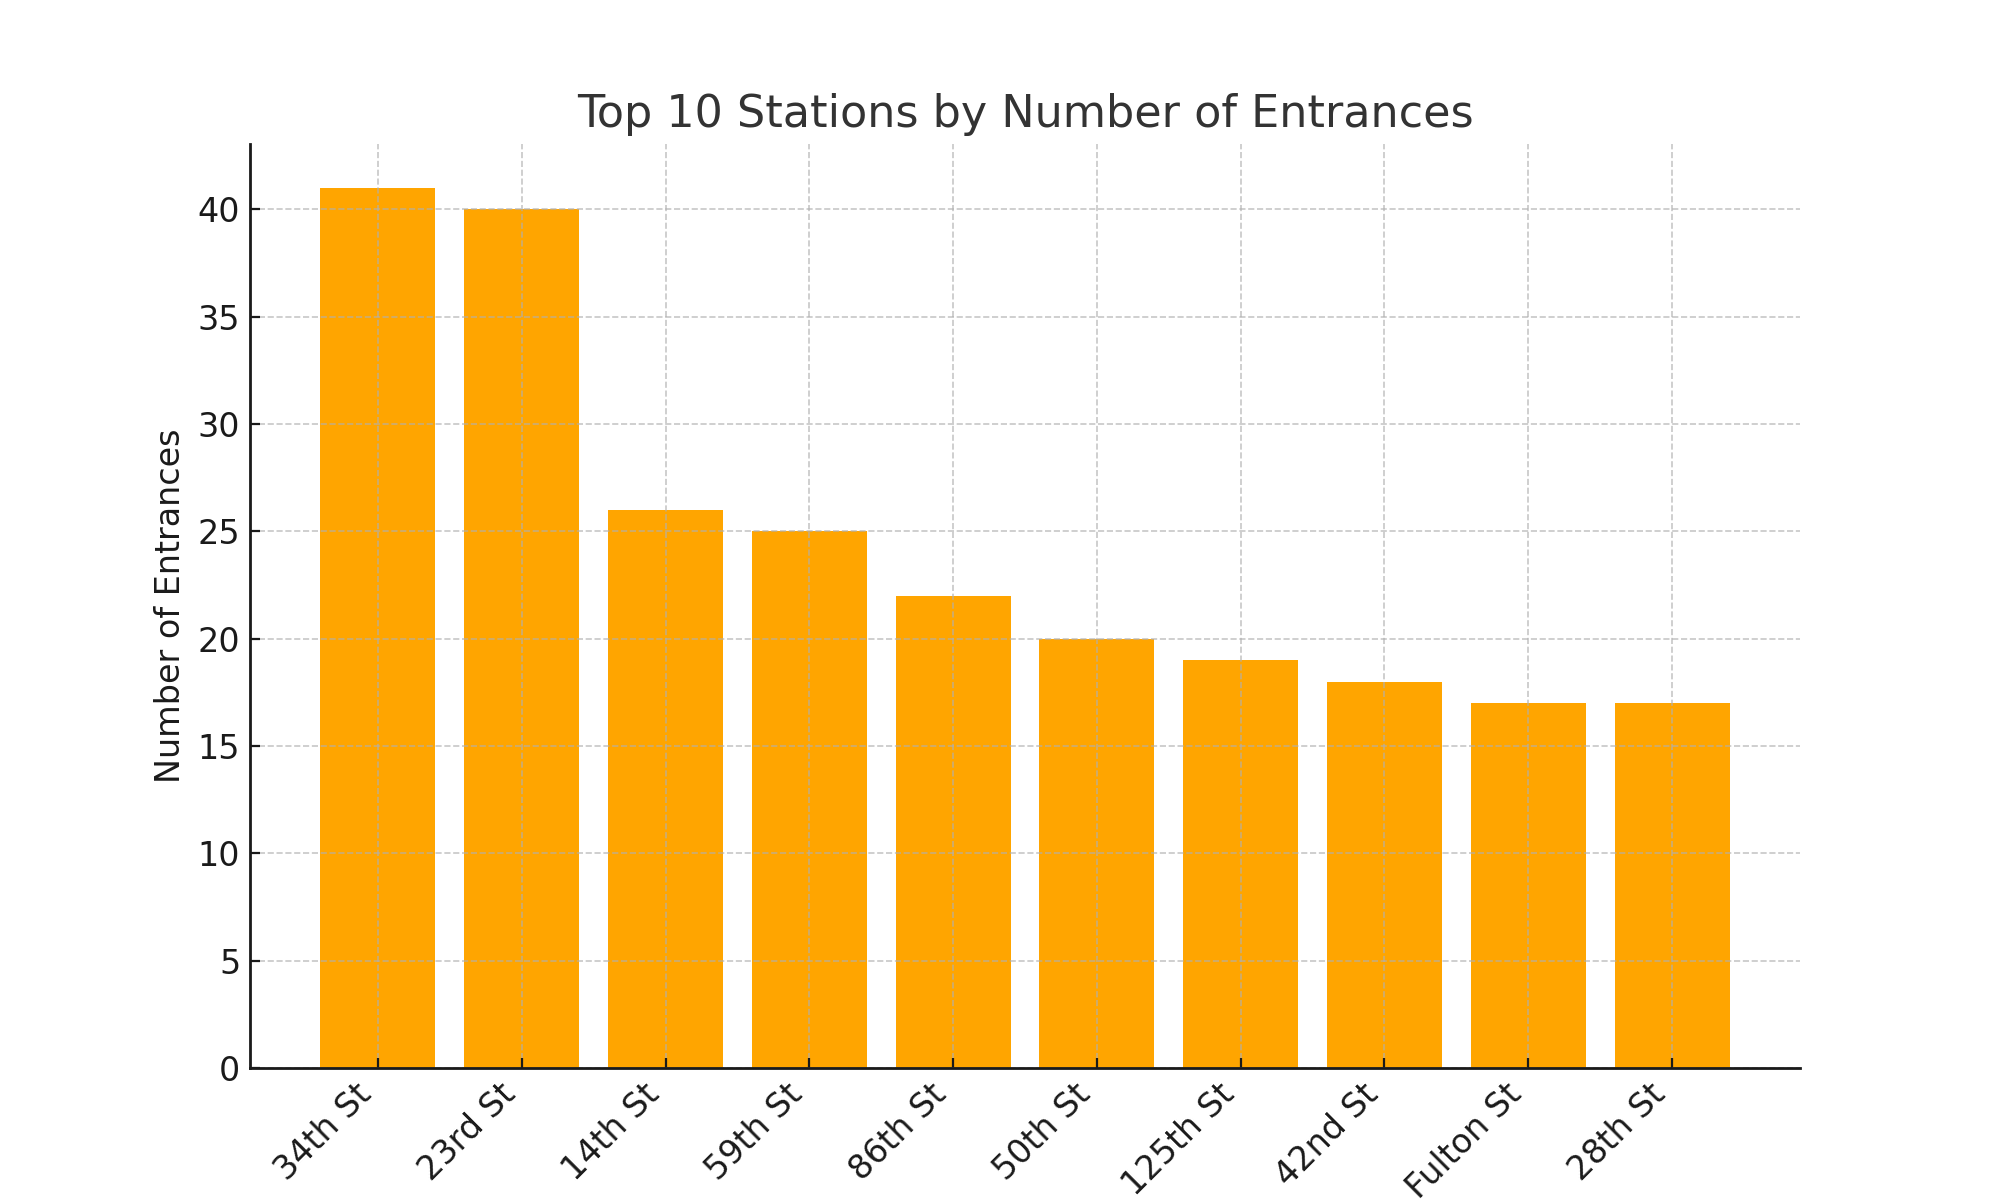 Top 10 Stations by Number of Entrances
Number of Entrances
40
35
30
25
20
15
10
5
0
34th St
23rd St
14th St
59th St
86th St
50th St
125th St
42nd St
Fulton St
28th St